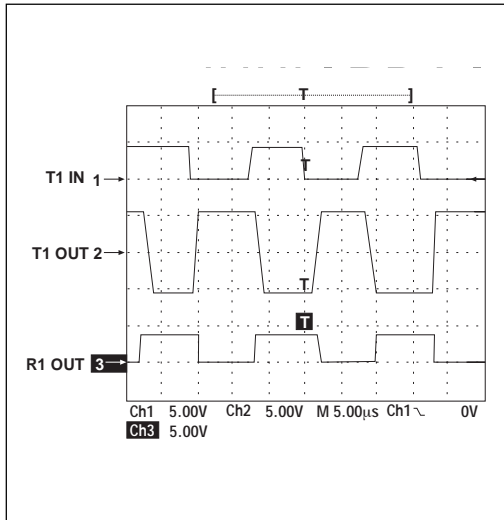 [ T ]
T1 IN 1
T
T1 OUT 2
T
T
R1 OUT 3
Ch1 5.00V Ch2 5.00V M 5.00µs Ch1 0V
Ch3 5.00V